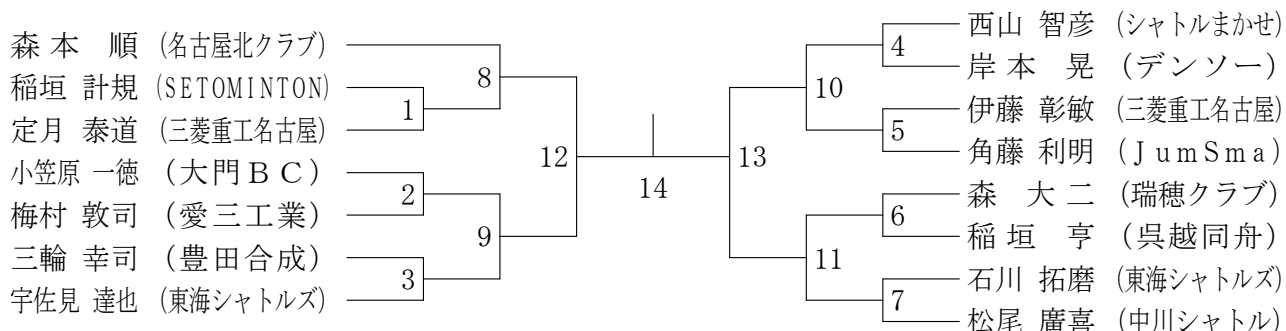 森本 順 (名古屋北クラブ)
稲垣 計規 (SETOMINTON)
定月 泰道 (三菱重工名古屋)
小笠原 一徳 (大門ＢＣ)
梅村 敦司 (愛三工業)
三輪 幸司 (豊田合成)
宇佐見 達也 (東海シャトルズ)
8
1
2
9
3
12
14
13
10
4
5
6
11
7
西山 智彦 (シャトルまかせ)
岸本 晃 (デンソー)
伊藤 彰敏 (三菱重工名古屋)
角藤 利明 (ＪｕｍＳｍａ)
森 大二 (瑞穂クラブ)
稲垣 亨 (呉越同舟)
石川 拓磨 (東海シャトルズ)
松尾 廣喜 (中川シャトル)